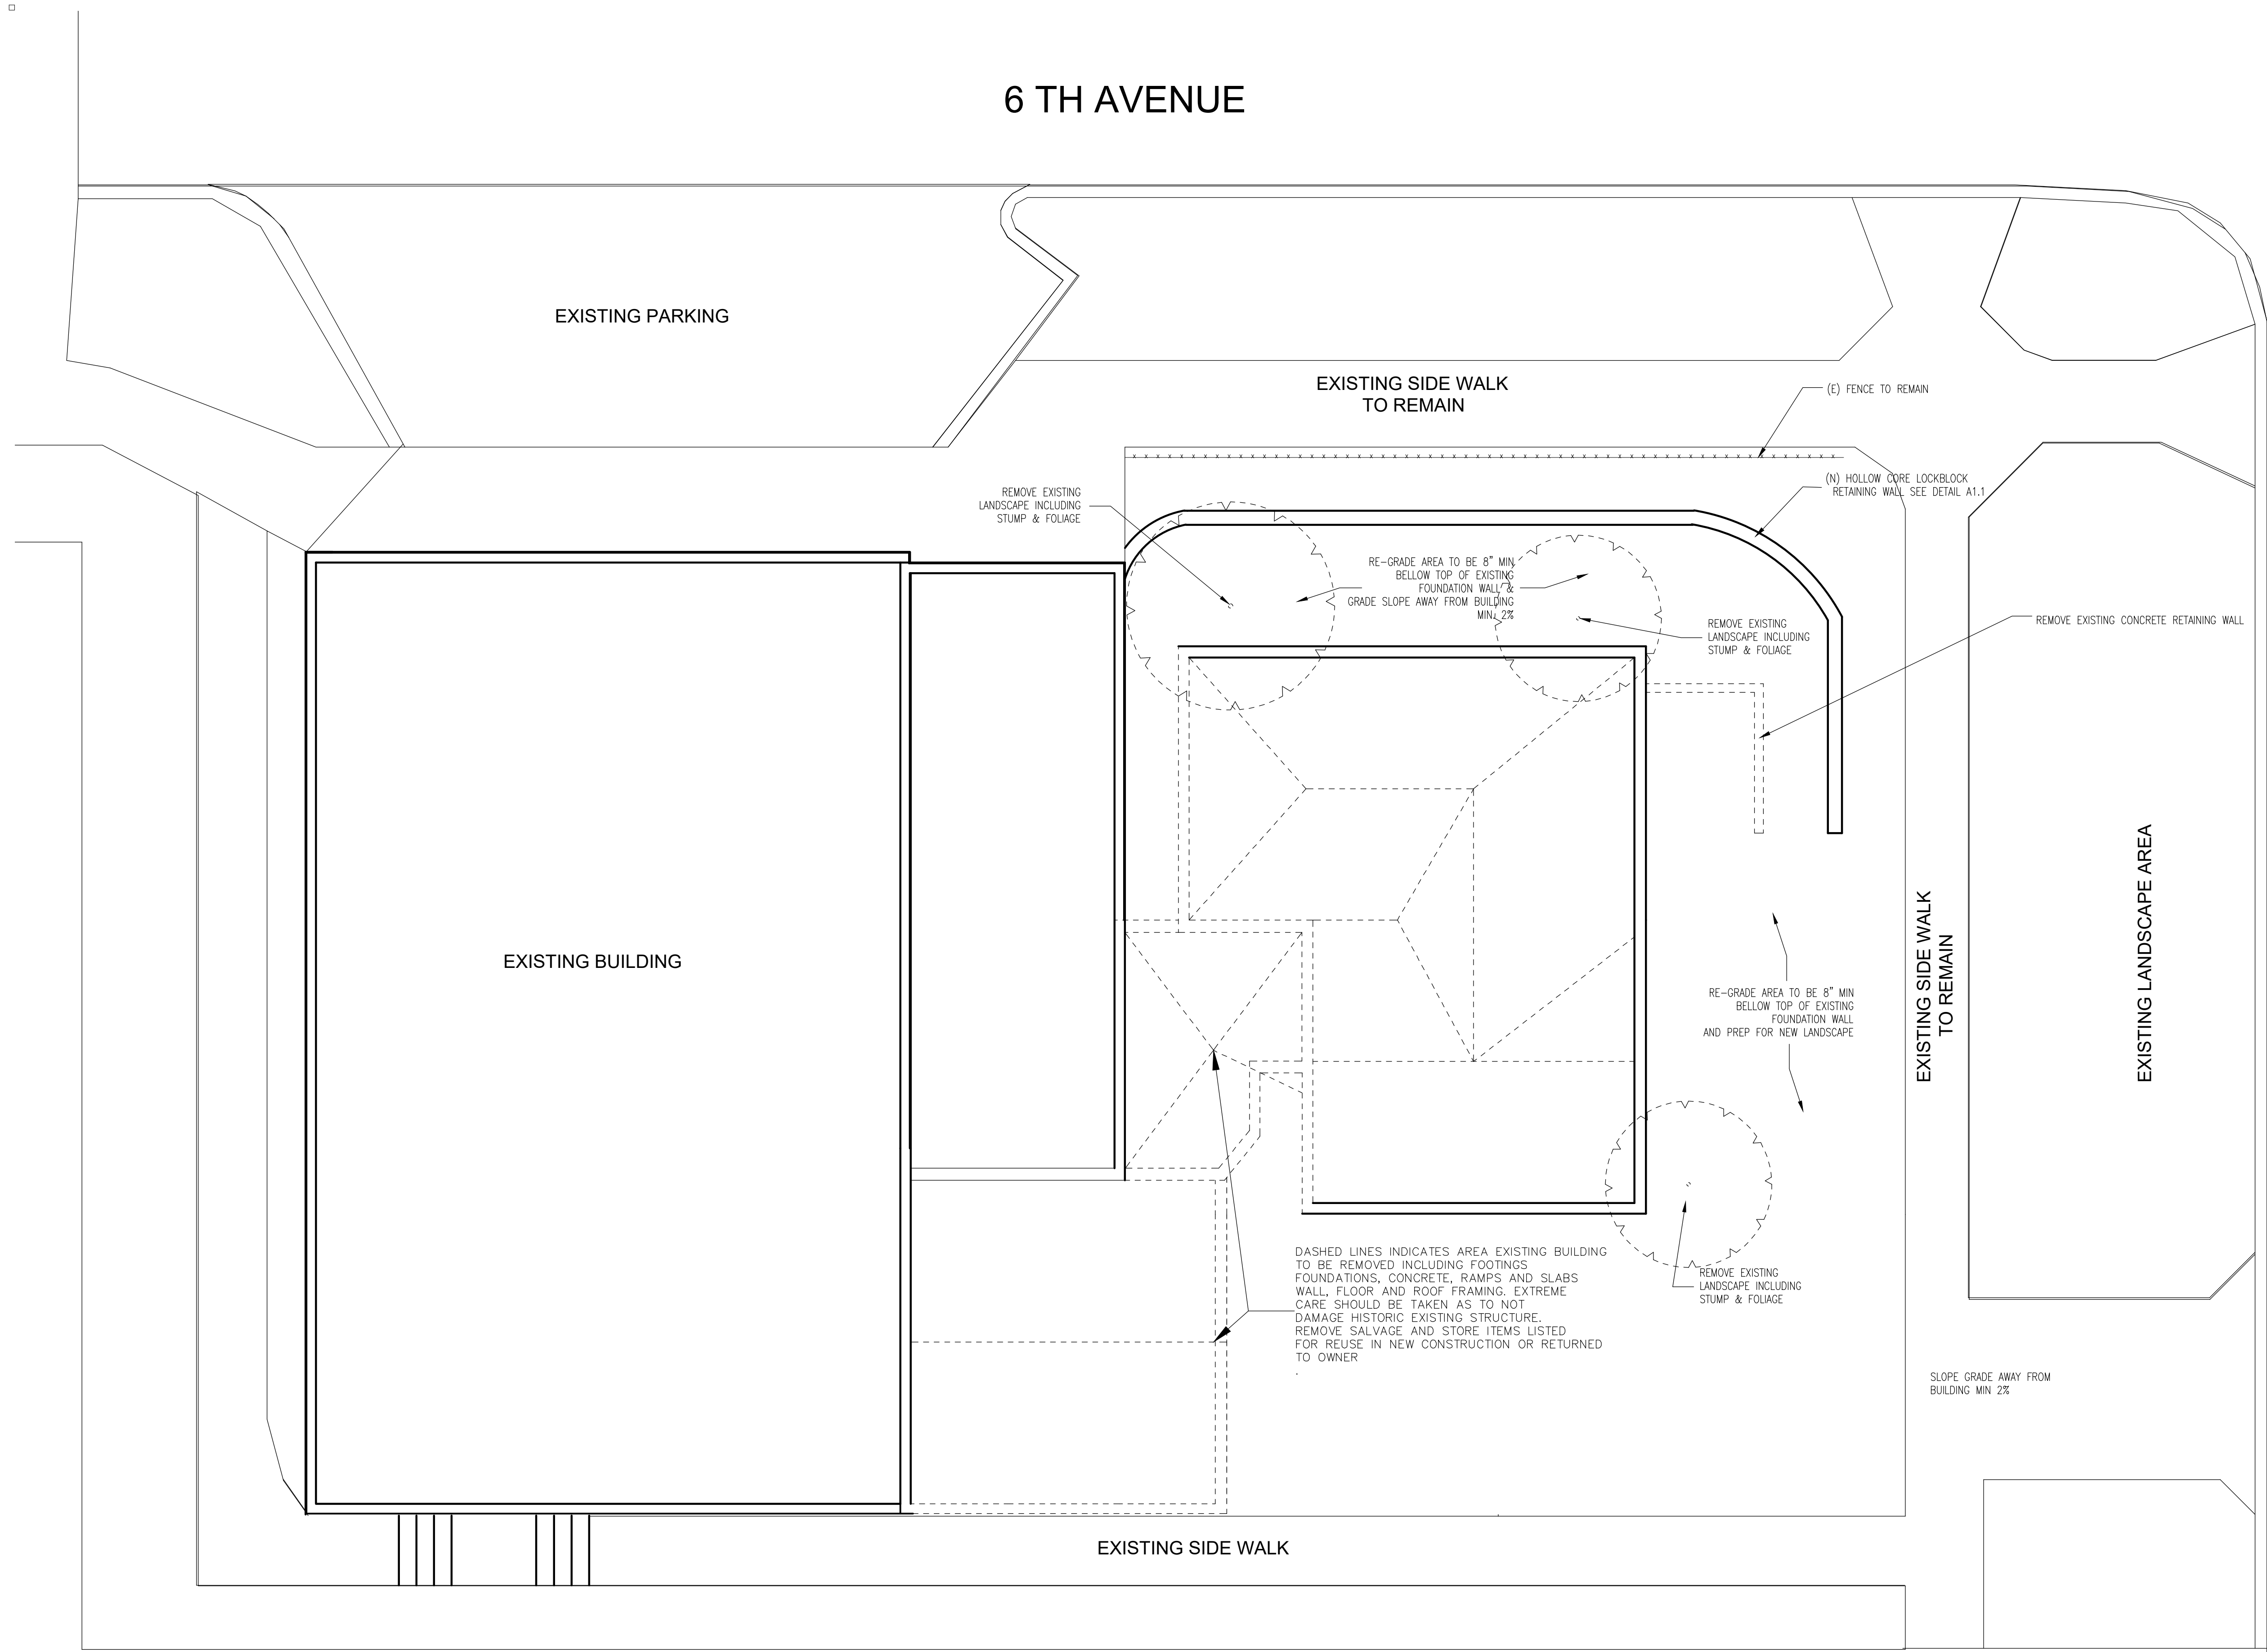 6 TH AVENUE
EXISTING PARKING
EXISTING SIDE WALK
TO REMAIN
(E) FENCE TO REMAIN
(N) HOLLOW CORE LOCKBLOCK
RETAINING WALL SEE DETAIL A1.1
REMOVE EXISTING
LANDSCAPE INCLUDING
STUMP & FOLIAGE
RE-GRADE AREA TO BE 8" MIN
BELLOW TOP OF EXISTING
FOUNDATION WALL &
GRADE SLOPE AWAY FROM BUILDING
MIN. 2%
REMOVE EXISTING
LANDSCAPE INCLUDING
STUMP & FOLIAGE
REMOVE EXISTING CONCRETE RETAINING WALL
EXISTING BUILDING
EXISTING SIDE WALK
TO REMAIN
EXISTING LANDSCAPE AREA
RE-GRADE AREA TO BE 8" MIN
BELLOW TOP OF EXISTING
FOUNDATION WALL
AND PREP FOR NEW LANDSCAPE
DASHED LINES INDICATES AREA EXISTING BUILDING
TO BE REMOVED INCLUDING FOOTINGS
FOUNDATIONS, CONCRETE, RAMPS AND SLABS
WALL, FLOOR AND ROOF FRAMING. EXTREME
CARE SHOULD BE TAKEN AS TO NOT
DAMAGE HISTORIC EXISTING STRUCTURE.
REMOVE SALVAGE AND STORE ITEMS LISTED
FOR REUSE IN NEW CONSTRUCTION OR RETURNED
TO OWNER
.
REMOVE EXISTING
LANDSCAPE INCLUDING
STUMP & FOLIAGE
SLOPE GRADE AWAY FROM
BUILDING MIN 2%
EXISTING SIDE WALK